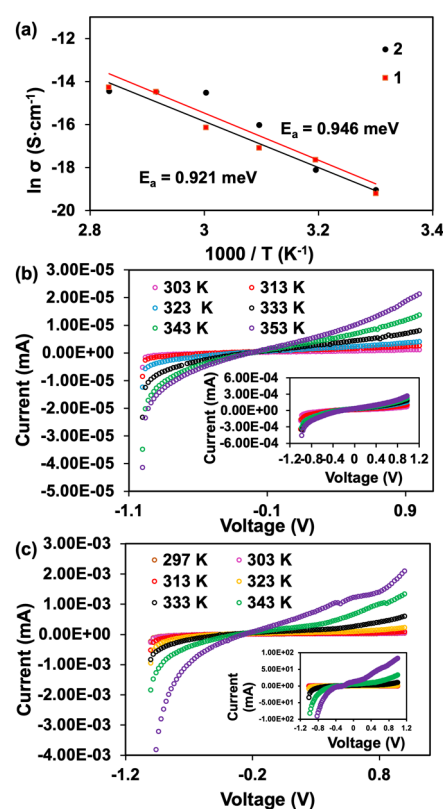 (a)
-12
-14
-16
-18
-20
ln σ (S·cm⁻¹)
2
1
Eₐ = 0.946 meV
Eₐ = 0.921 meV
2.8 3 3.2 3.4
1000 / T (K⁻¹)
(b)
3.00E-05
2.00E-05
1.00E-05
0.00E+00
-1.00E-05
-2.00E-05
-3.00E-05
-4.00E-05
-5.00E-05
Current (mA)
303 K 313 K
323 K 333 K
343 K 353 K
6.00E-04
3.00E-04
0.00E+00
-3.00E-04
-6.00E-04
Current (mA)
-1.2 -0.8 -0.4 0 0.4 0.8 1.2
Voltage (V)
-1.1 -0.1 0.9
Voltage (V)
(c)
3.00E-03
2.00E-03
1.00E-03
0.00E+00
-1.00E-03
-2.00E-03
-3.00E-03
-4.00E-03
Current (mA)
297 K 303 K
313 K 323 K
333 K 343 K
1.00E+02
5.00E+01
0.00E+00
-5.00E+01
-1.00E+02
Current (mA)
-1.2 -0.8 -0.4 0 0.4 0.8 1.2
Voltage (V)
-1.2 -0.2 0.8
Voltage (V)